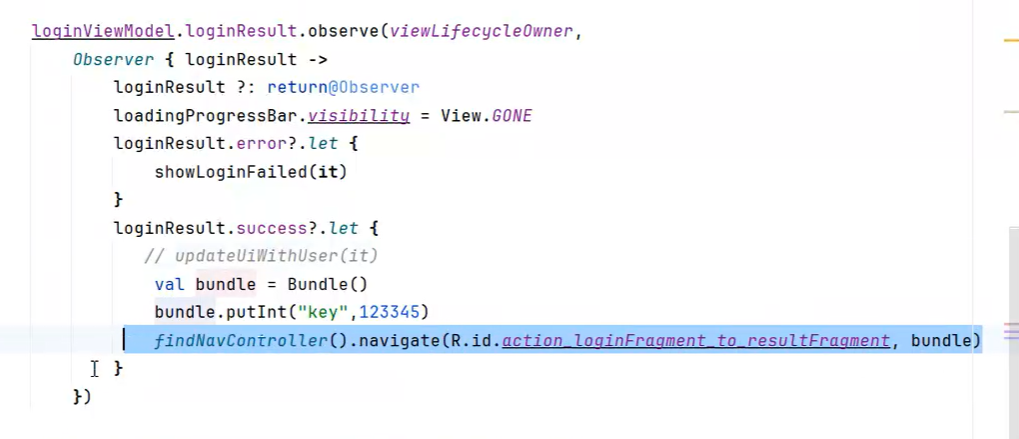 loginViewModel.loginResult.observe(viewLifecycleOwner,
Observer { loginResult ->
loginResult ?: return@Observer
loadingProgressBar.visibility = View.GONE
loginResult.error?.let {
showLoginFailed(it)
}
loginResult.success?.let {
// updateUiWithUser(it)
val bundle = Bundle()
bundle.putInt("key",123345)
findNavController().navigate(R.id.action_loginFragment_to_resultFragment, bundle)
}
})